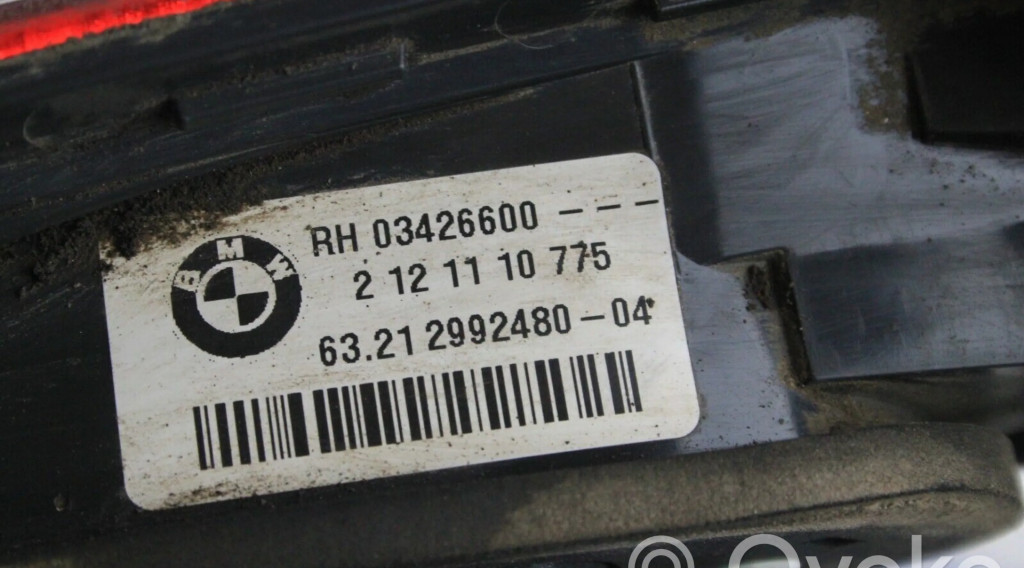 BMW
RH 03426600 - - -
2 12 11 10 775
63.21 2992480-04*